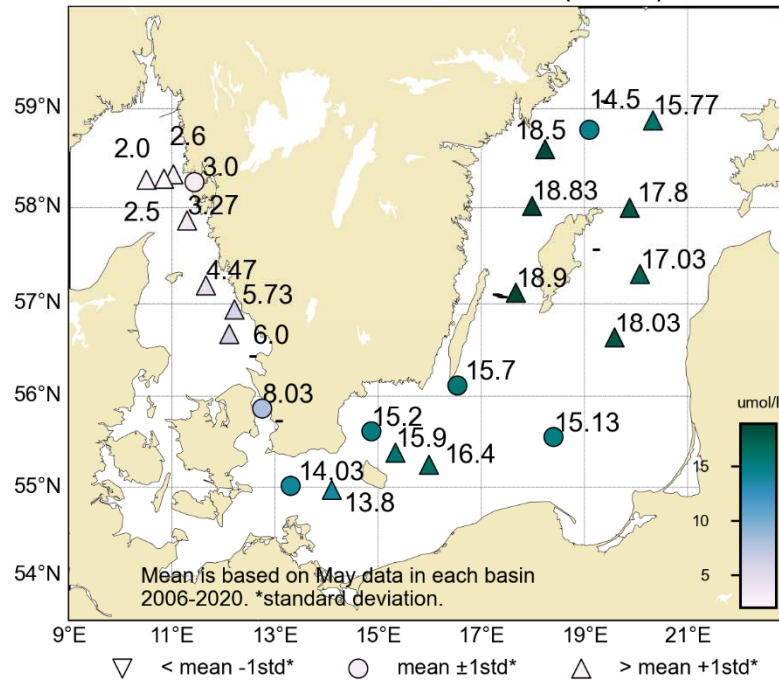 59°N
58°N
57°N
56°N
55°N
54°N
14.5
15.77
18.5
2.6
2.0
3.0
18.83
17.8
2.5
3.27
17.03
4.47
18.9
5.73
18.03
6.0
15.7
8.03
umol/l
15.2
15.13
15.9
16.4
15
14.03
13.8
10
5
Mean is based on May data in each basin
2006-2020. *standard deviation.
9°E 11°E 13°E 15°E 17°E 19°E 21°E
< mean -1std* mean ±1std* > mean +1std*